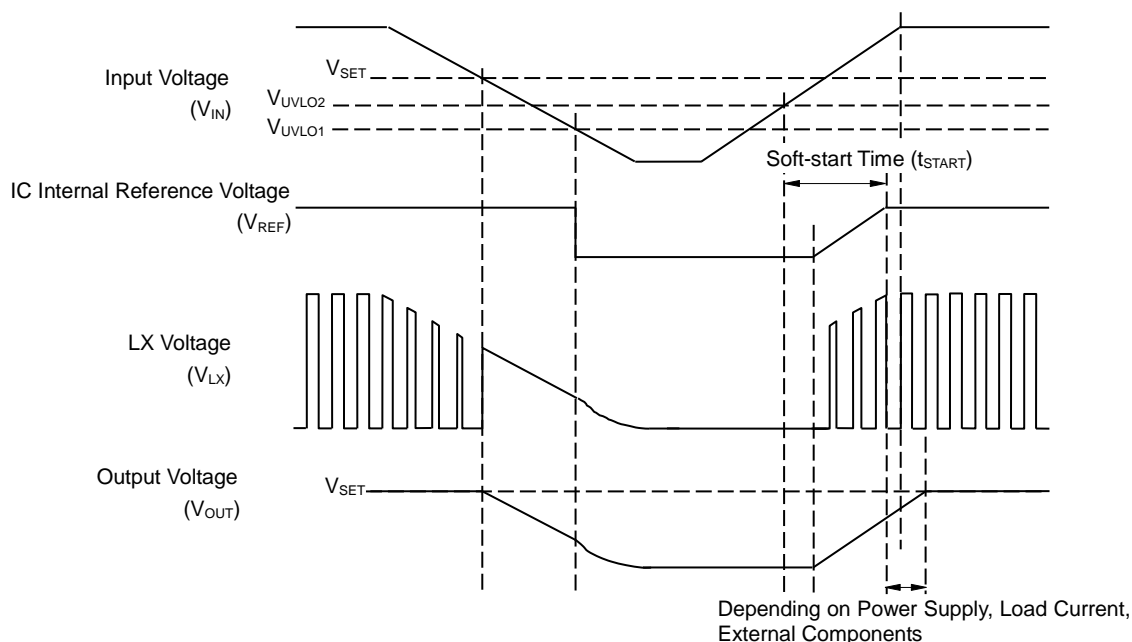 Input Voltage
(VIN)
VSET
VUVLO2
VUVLO1
Soft-start Time (tSTART)
IC Internal Reference Voltage
(VREF)
LX Voltage
(VLX)
Output Voltage
(VOUT)
VSET
Depending on Power Supply, Load Current,
External Components